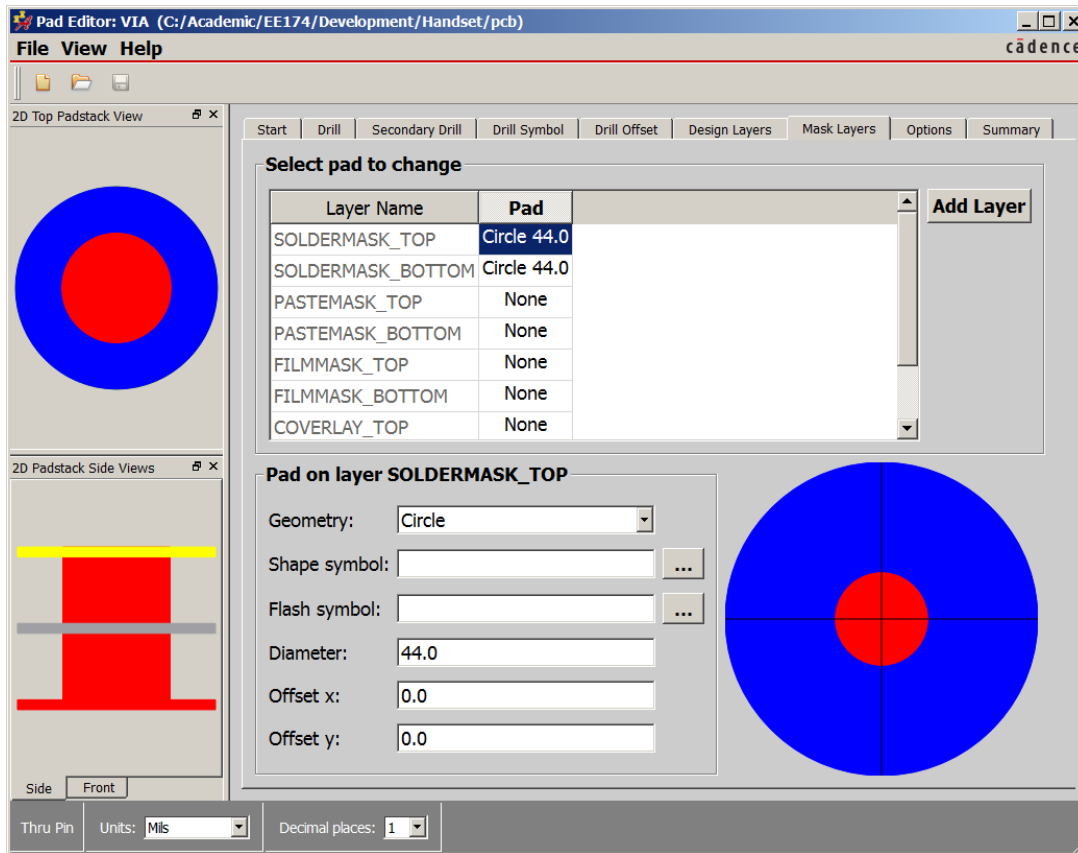 Pad Editor: VIA (C:/Academic/EE174/Development/Handset/pcb)
File View Help
cādence
2D Top Padstack View
Start Drill Secondary Drill Drill Symbol Drill Offset Design Layers Mask Layers Options Summary
Select pad to change
Layer Name Pad
Add Layer
SOLDERMASK_TOP Circle 44.0
SOLDERMASK_BOTTOM Circle 44.0
PASTEMASK_TOP None
PASTEMASK_BOTTOM None
FILMMASK_TOP None
FILMMASK_BOTTOM None
COVERLAY_TOP None
2D Padstack Side Views
Pad on layer SOLDERMASK_TOP
Geometry: Circle
Shape symbol: ...
Flash symbol: ...
Diameter: 44.0
Offset x: 0.0
Offset y: 0.0
Side Front
Thru Pin Units: Mils Decimal places: 1